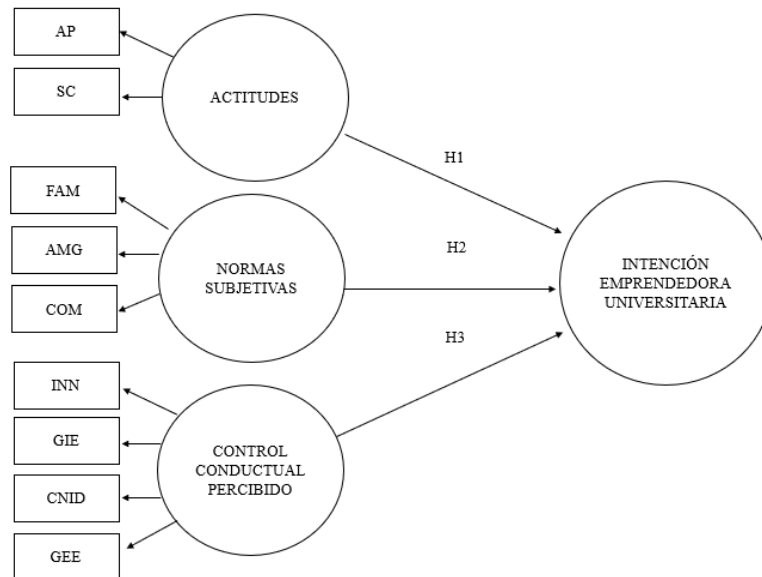 AP
SC
ACTITUDES
H1
FAM
AMG
COM
NORMAS
SUBJETIVAS
H2
INTENCIÓN
EMPRENDEDORA
UNIVERSITARIA
H3
INN
GIE
CNID
GEE
CONTROL
CONDUCTUAL
PERCIBIDO